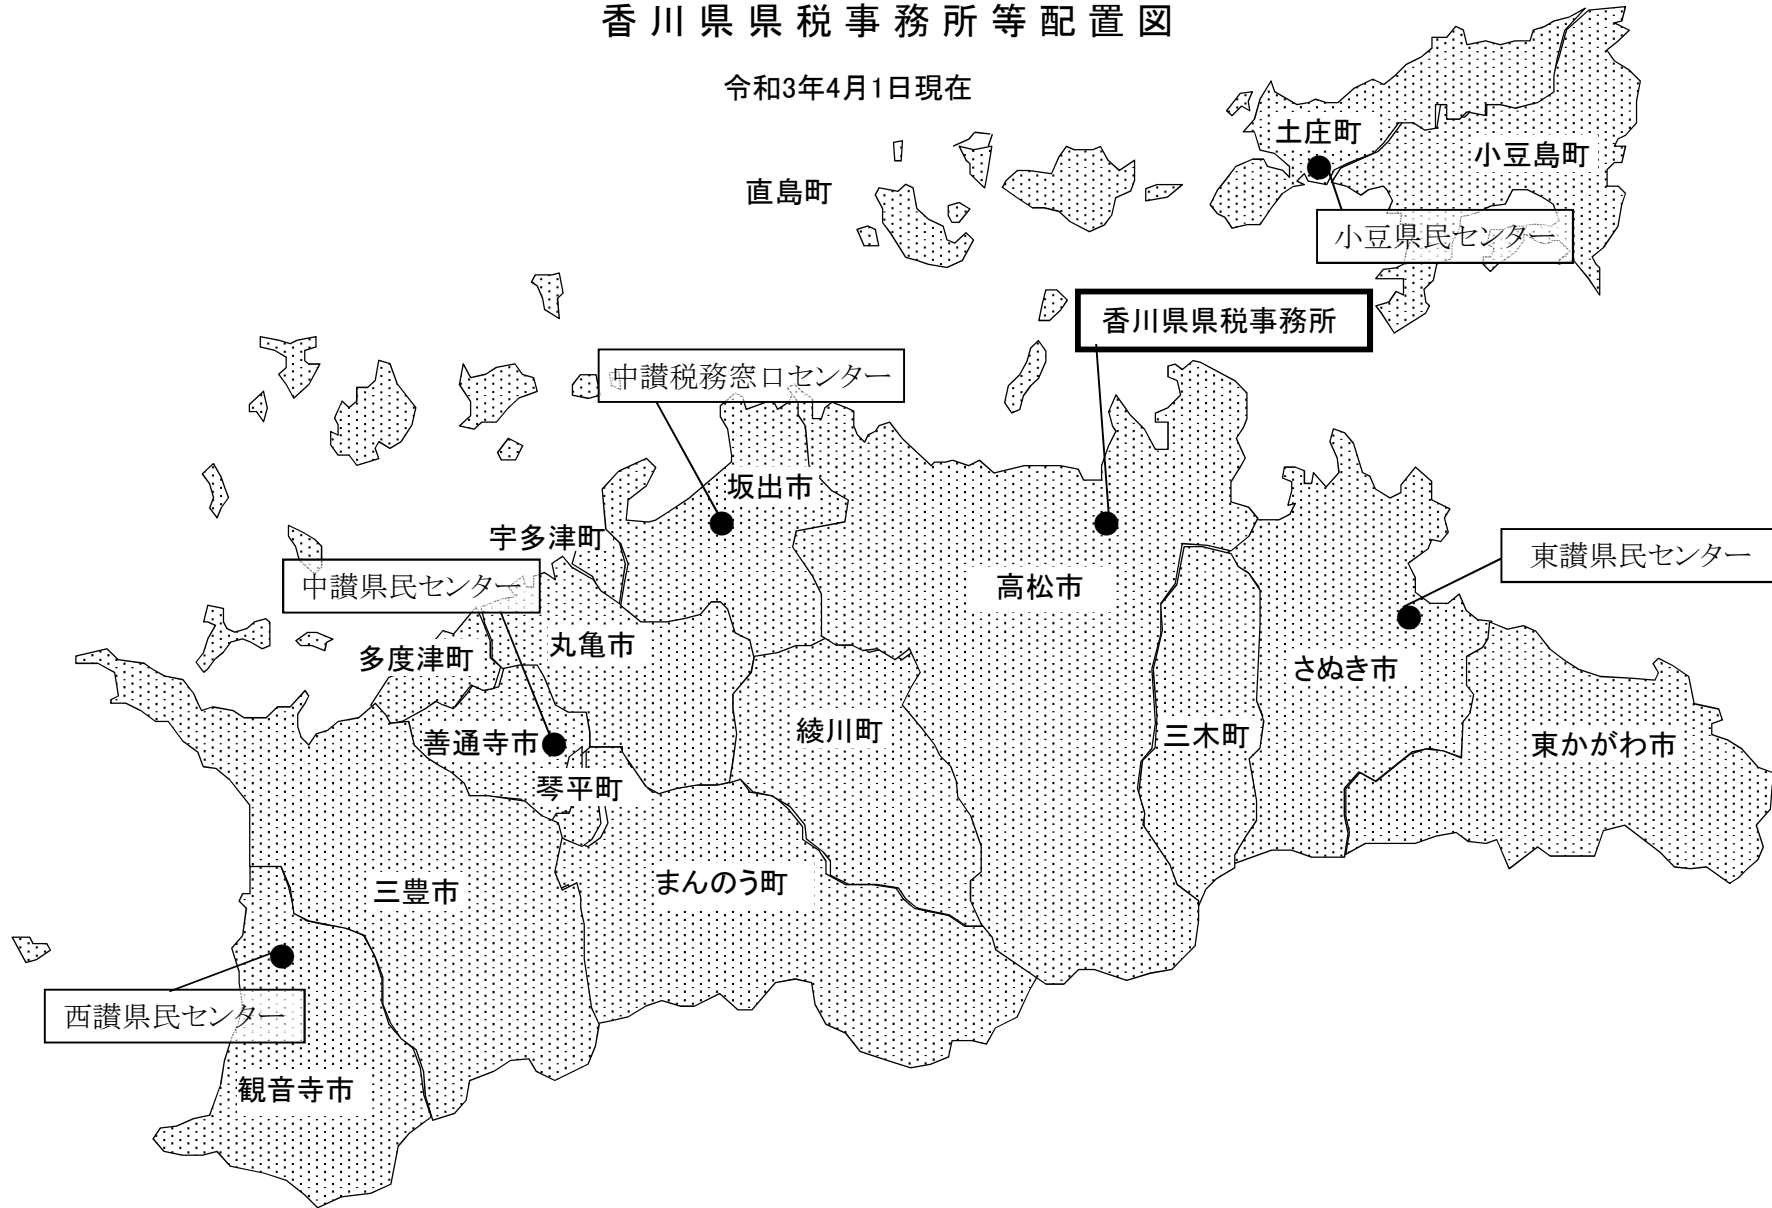 香川県県税事務所等配置図
令和3年4月1日現在
土庄町
小豆島町
直島町
小豆県民センター
香川県県税事務所
中讃税務窓口センター
坂出市
宇多津町
東讃県民センター
中讃県民センター
高松市
丸亀市
多度津町
さぬき市
綾川町
三木町
善通寺市
東かがわ市
琴平町
まんのう町
三豊市
西讃県民センター
観音寺市